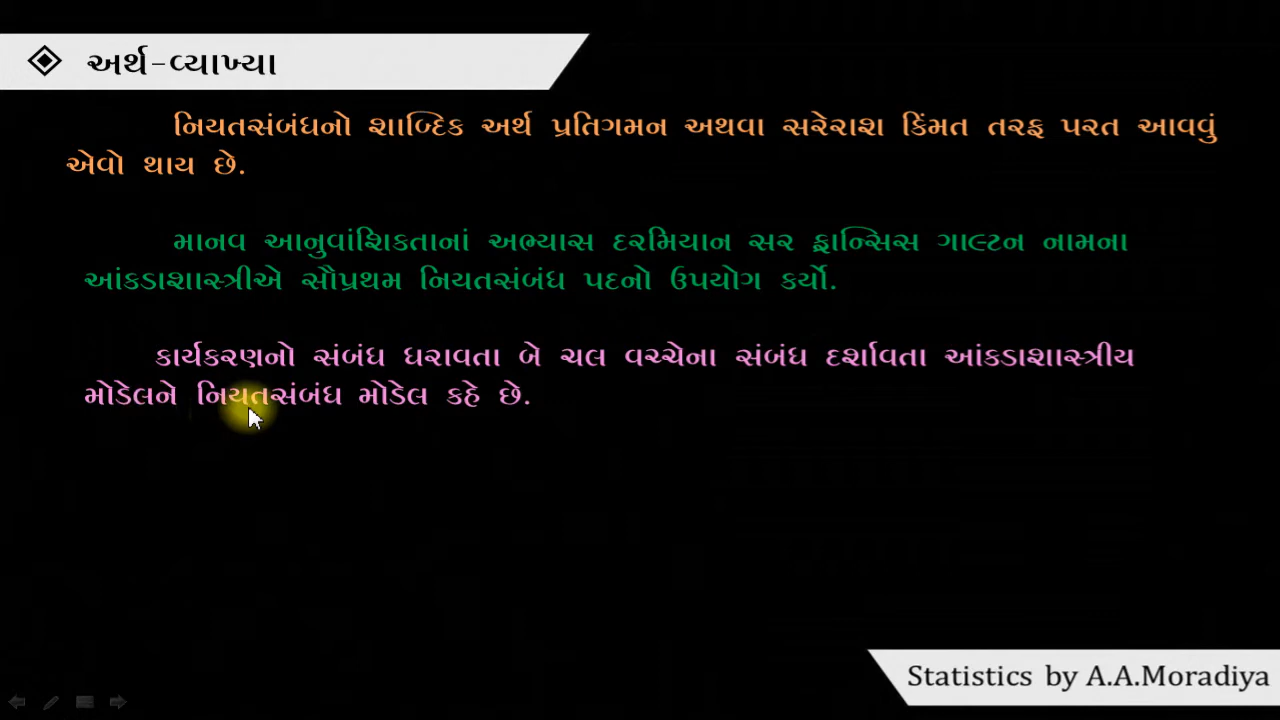 અર્થ-વ્યાખ્યા
નિયતસંબંધનો શાબ્દિક અર્થ પ્રતિગમન અથવા સરેરાશ કિંમત તરફ પરત આવવું
એવો થાય છે.
માનવ આનુવાંશિકતાનાં અભ્યાસ દરમિયાન સર ફ્રાન્સિસ ગાલ્ટન નામના
આંકડાશાસ્ત્રીએ સૌપ્રથમ નિયતસંબંધ પદનો ઉપયોગ કર્યો.
કાર્યકરણનો સંબંધ ધરાવતા બે ચલ વચ્ચેના સંબંધ દર્શાવતા આંકડાશાસ્ત્રીય
મોડેલને નિયતસંબંધ મોડેલ કહે છે.
Statistics by A.A.Moradiya